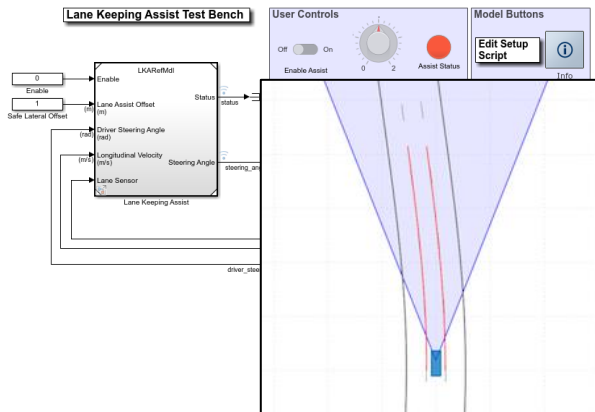 Lane Keeping Assist Test Bench
User Controls
Off
On
Enable Assist
0
1
2
Assist Status
Model Buttons
Edit Setup
Script
Info
LKARefMdl
0
Enable
1
Safe Lateral Offset
Enable
(m)
Lane Assist Offset
(m)
(rad)
Driver Steering Angle
(rad)
(m/s)
Longitudinal Velocity
(m/s)
Lane Sensor
Status
Steering Angle
status
steering_ang
Lane Keeping Assist
driver_stee